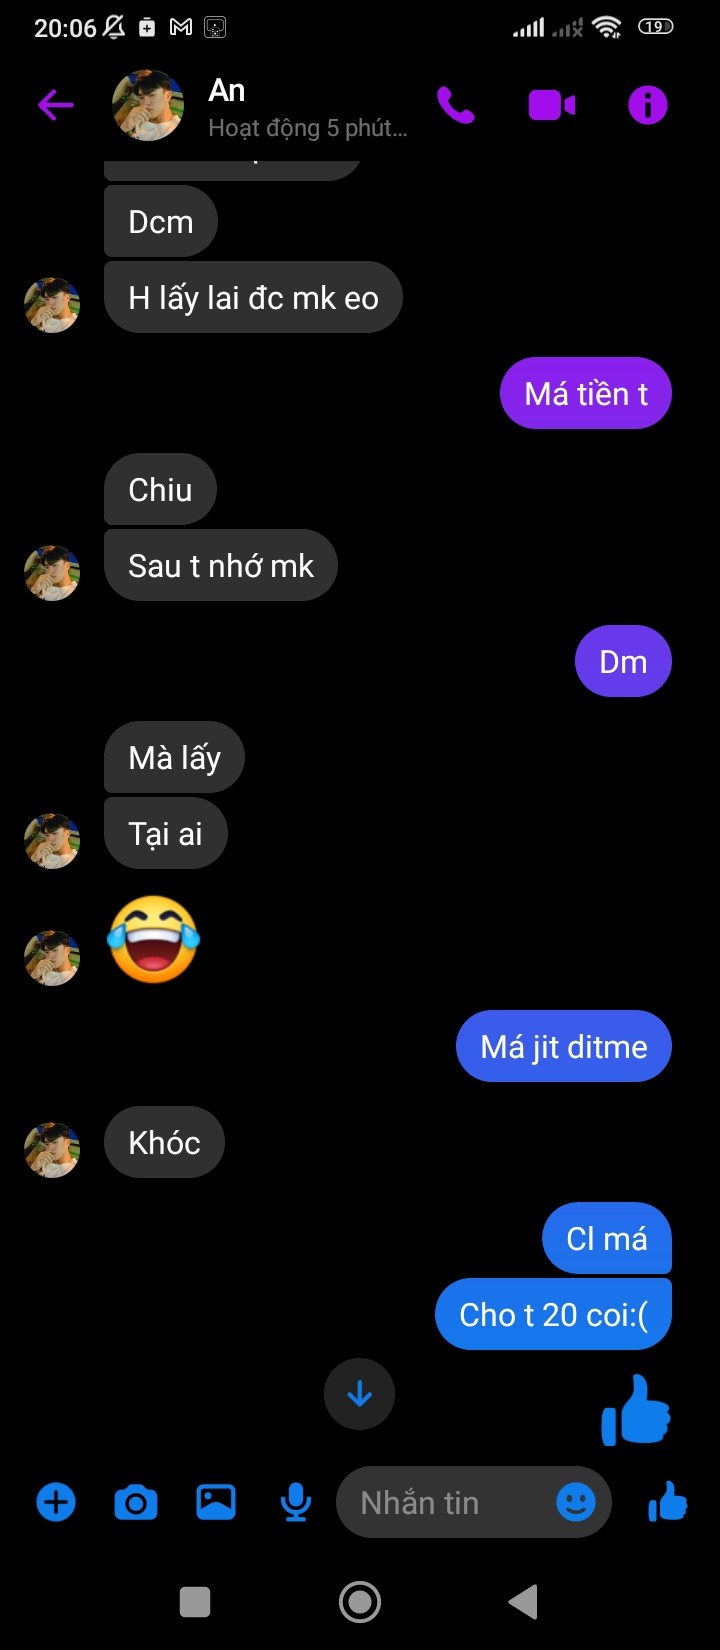 20:06
19
An
Hoạt động 5 phút...
Dcm
H lấy lai đc mk eo
Má tiền t
Chiu
Sau t nhớ mk
Dm
Mà lấy
Tại ai
Má jit ditme
Khóc
Cl má
Cho t 20 coi:(
Nhắn tin